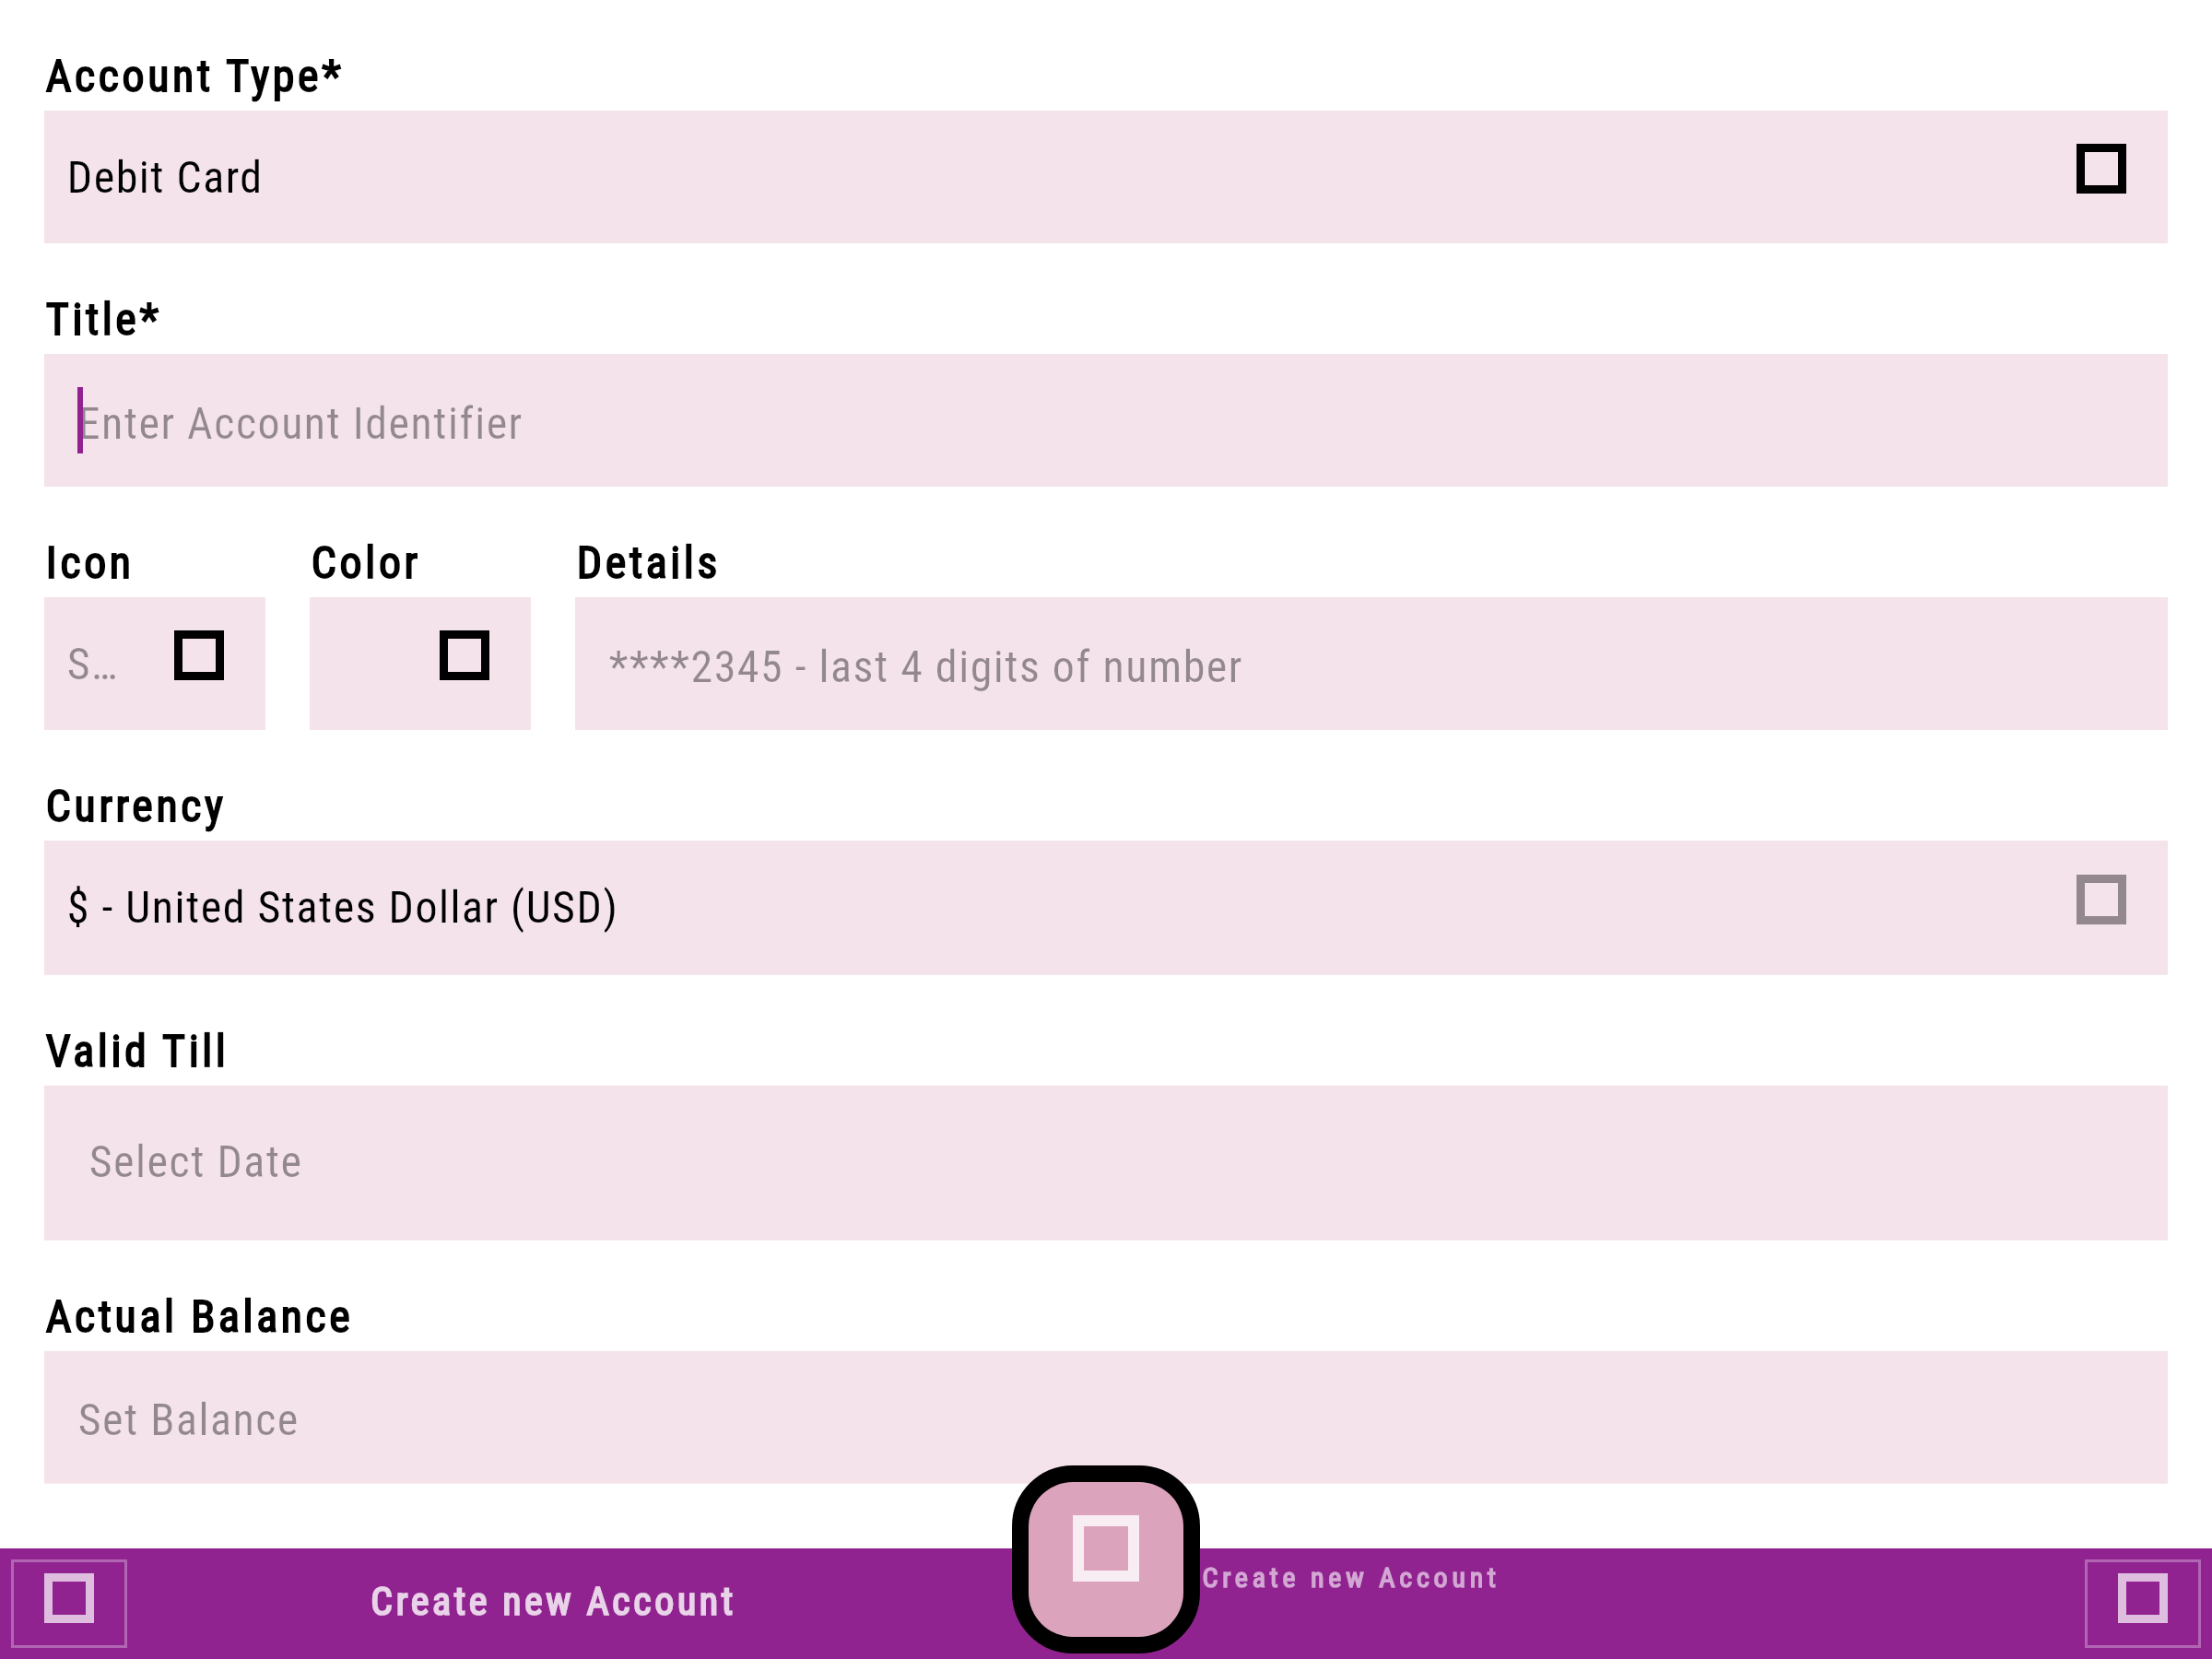 Account Type*
Debit Card
Title*
Enter Account Identifier
Icon
Color
Details
S...
****2345 - last 4 digits of number
Currency
$ - United States Dollar (USD)
Valid Till
Select Date
Actual Balance
Set Balance
Create new Account
Create new Account